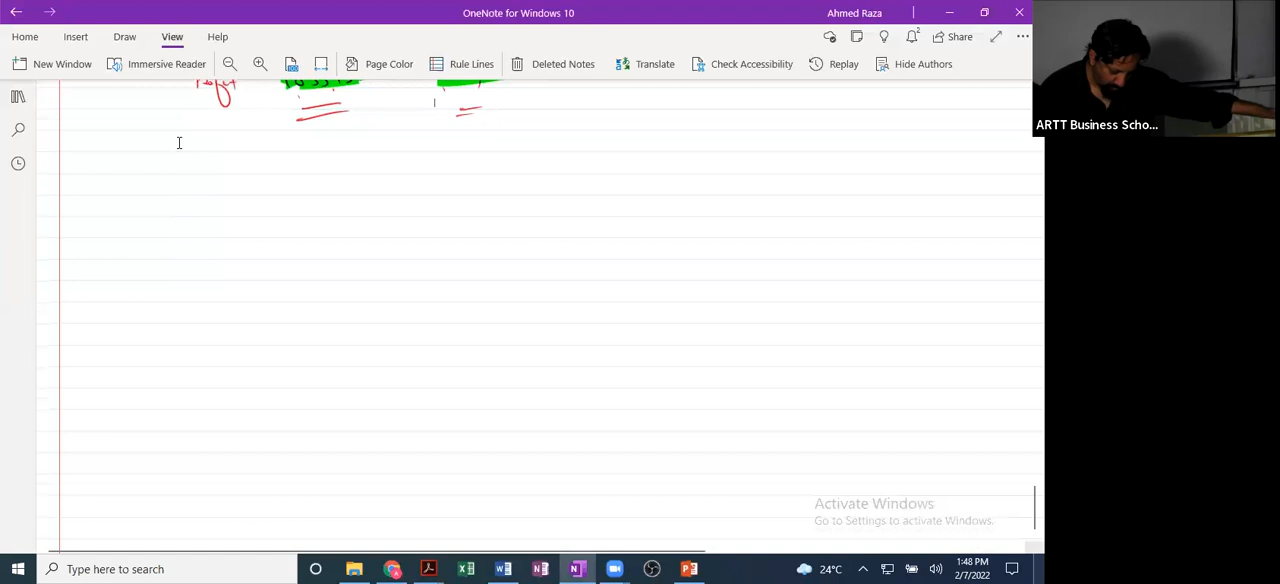 OneNote for Windows 10
Ahmed Raza
Home Insert Draw View Help
2
Share
New Window Immersive Reader Page Color Rule Lines Deleted Notes Translate Check Accessibility Replay Hide Authors
ARTT Business Scho...
Activate Windows
Go to Settings to activate Windows.
Type here to search
24°C
1:48 PM
2/7/2022